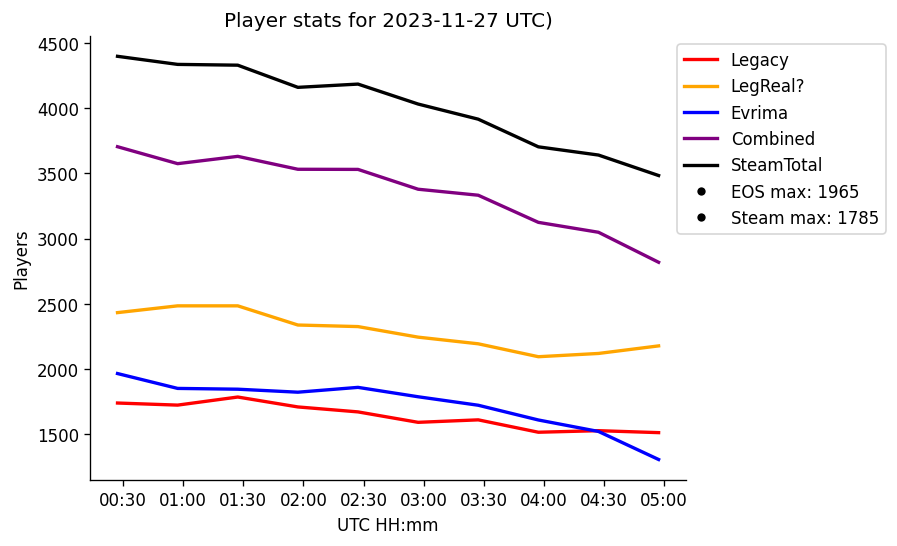 Player stats for 2023-11-27 UTC)
Legacy
LegReal?
Evrima
Combined
SteamTotal
EOS max: 1965
Steam max: 1785
Players
4500
4000
3500
3000
2500
2000
1500
00:30 01:00 01:30 02:00 02:30 03:00 03:30 04:00 04:30 05:00
UTC HH:mm